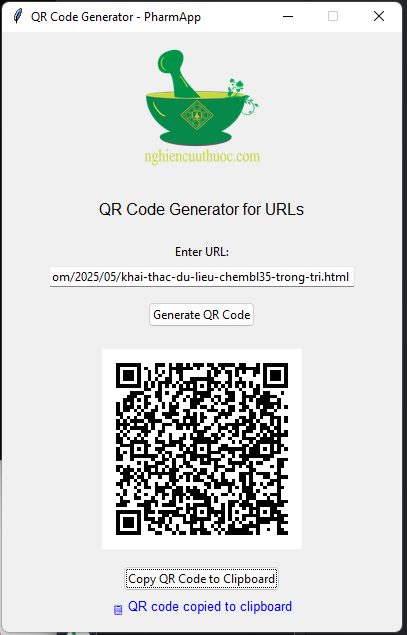 QR Code Generator - PharmApp
nghiencuuthuoc.com
QR Code Generator for URLs
Enter URL:
om/2025/05/khai-thac-du-lieu-chembl35-trong-tri.html
Generate QR Code
Copy QR Code to Clipboard
QR code copied to clipboard